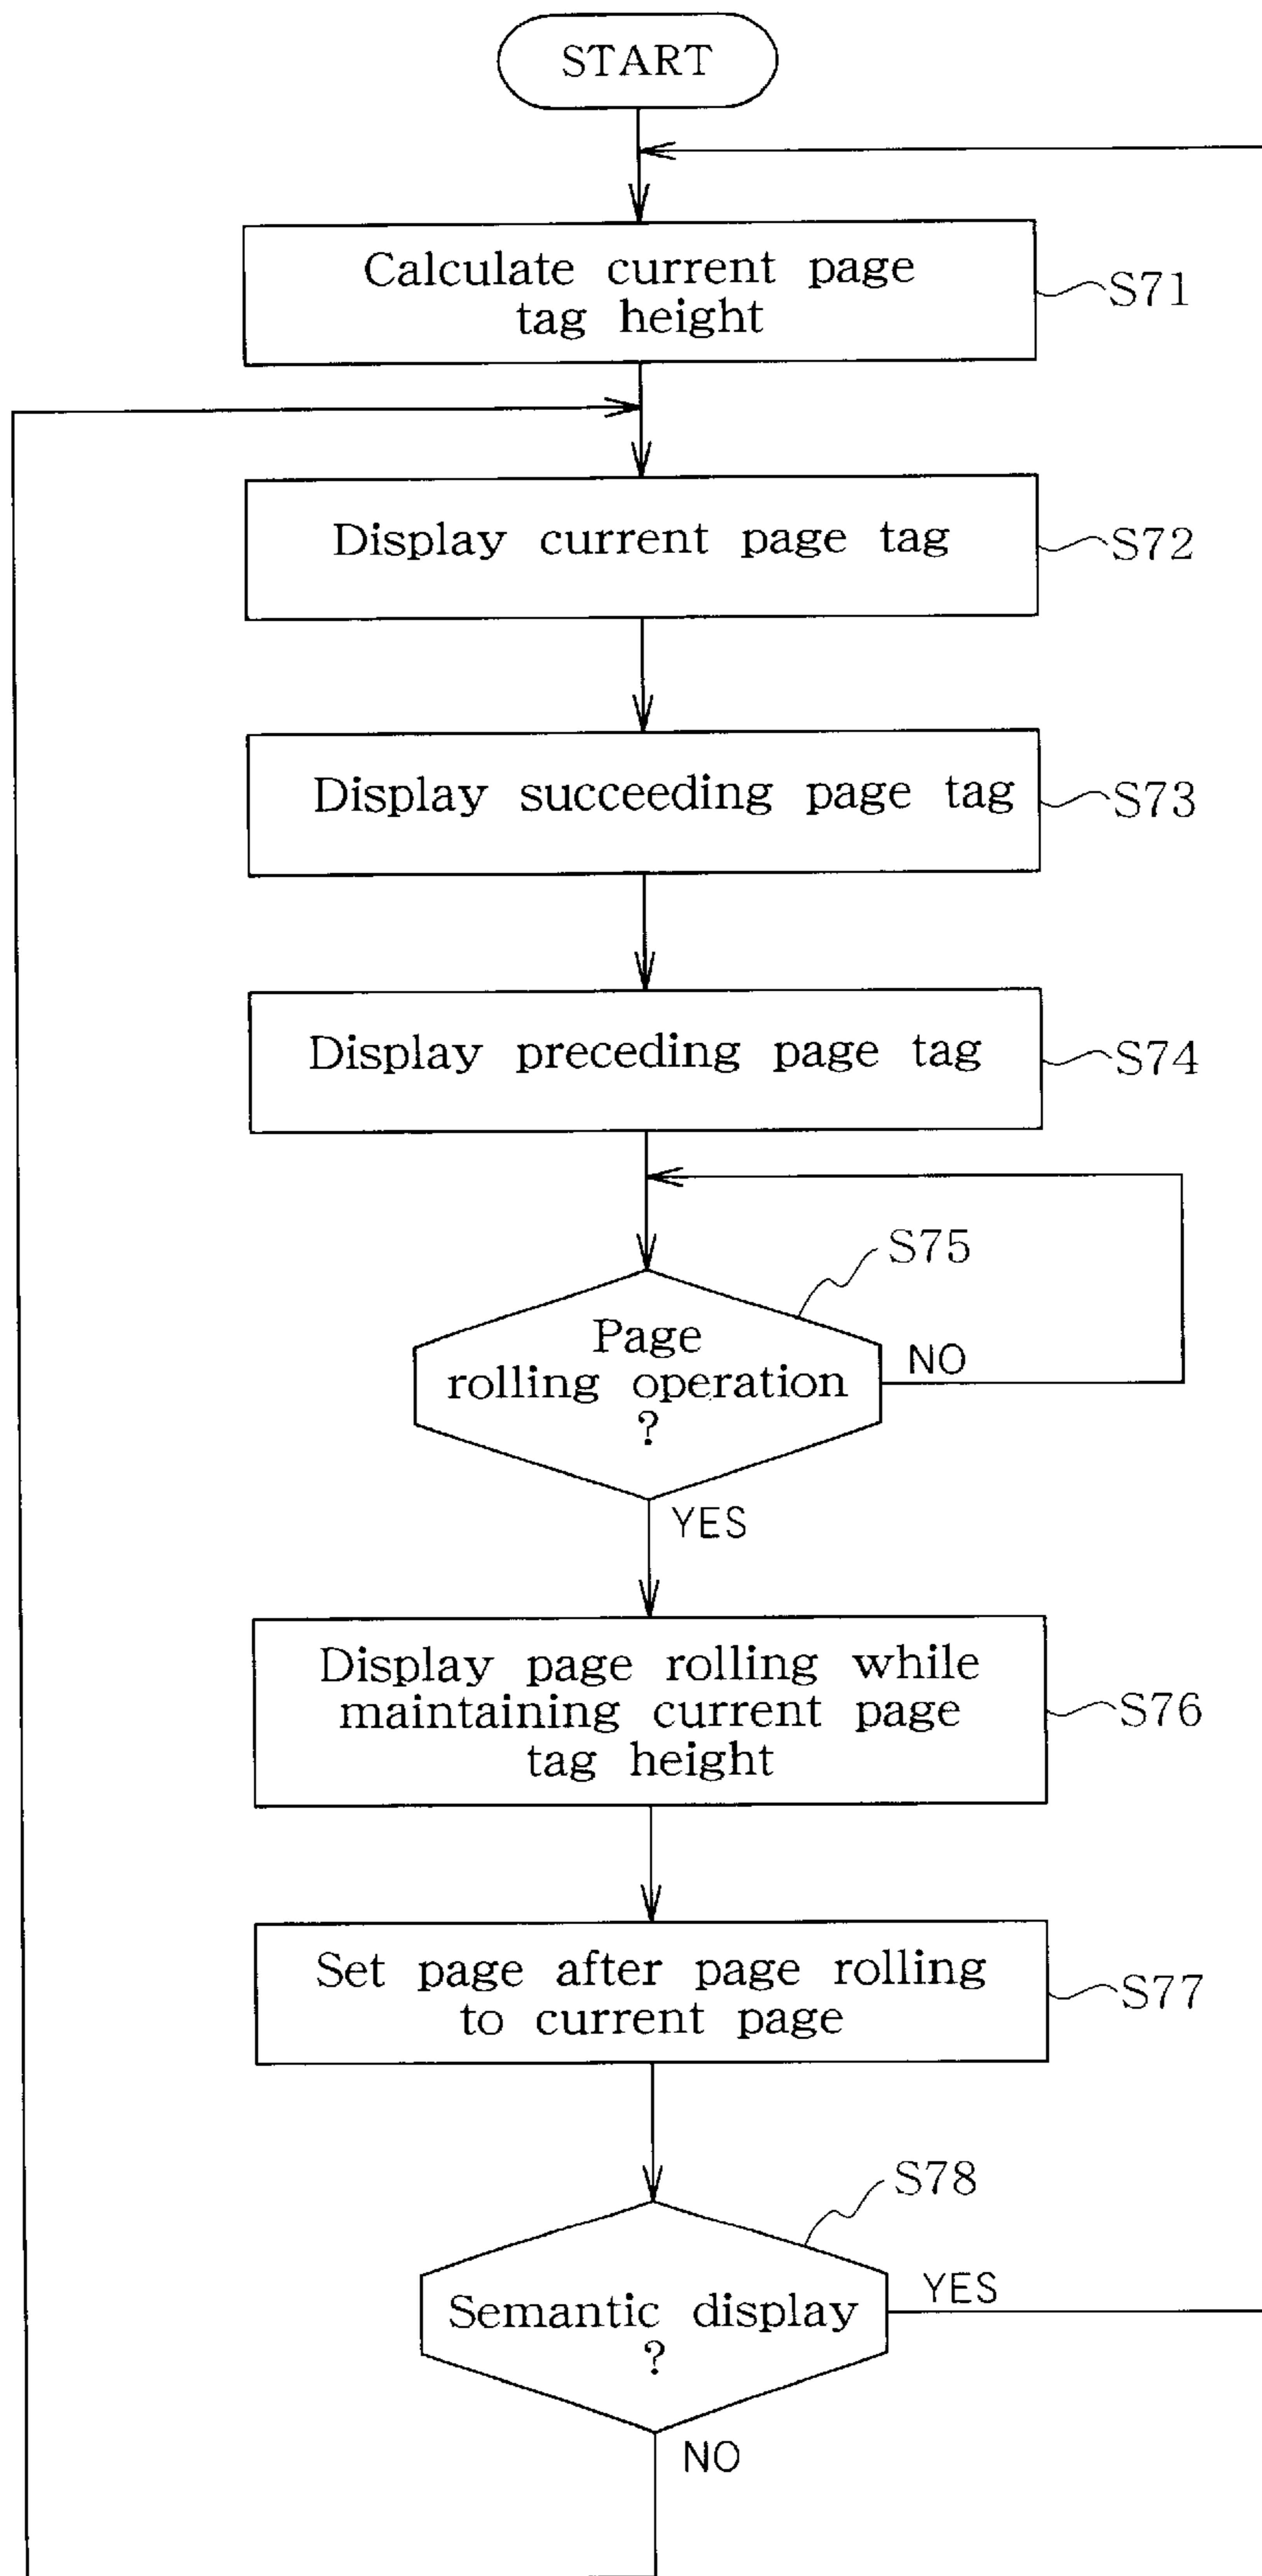 START
Calculate current page
tag height
S71
Display current page tag
S72
Display succeeding page tag
S73
Display preceding page tag
S74
S75
Page
rolling operation
?
NO
YES
Display page rolling while
maintaining current page
tag height
S76
Set page after page rolling
to current page
S77
S78
Semantic display
?
YES
NO